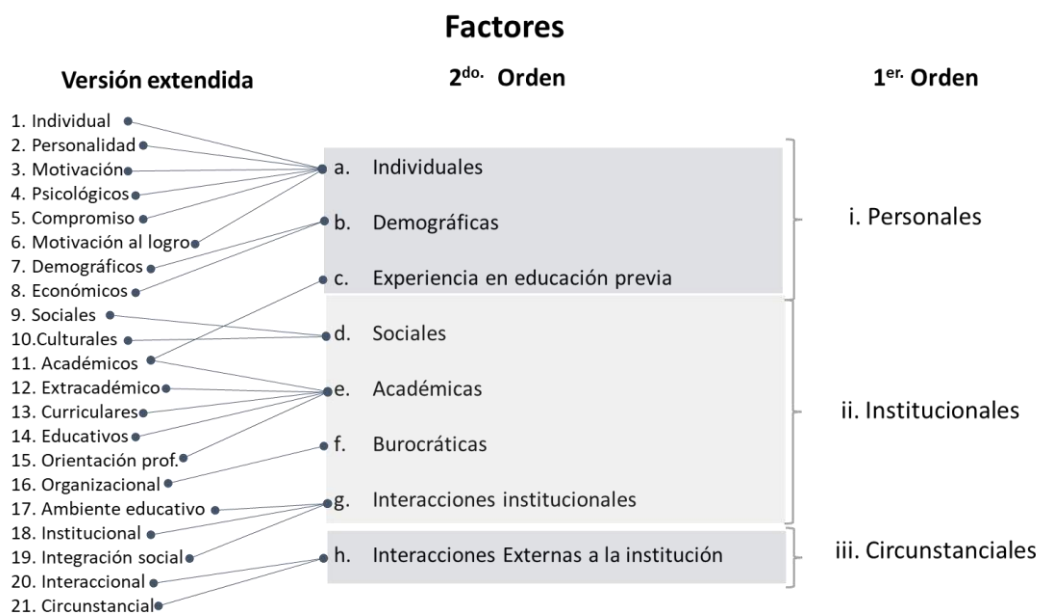 Factores
Versión extendida
2do. Orden
1er. Orden
1. Individual
2. Personalidad
3. Motivación
4. Psicológicos
5. Compromiso
6. Motivación al logro
7. Demográficos
8. Económicos
9. Sociales
10.Culturales
11. Académicos
12. Extracadémico
13. Curriculares
14. Educativos
15. Orientación prof.
16. Organizacional
17. Ambiente educativo
18. Institucional
19. Integración social
20. Interaccional
21. Circunstancial
a. Individuales
b. Demográficas
c. Experiencia en educación previa
d. Sociales
e. Académicas
f. Burocráticas
g. Interacciones institucionales
h. Interacciones Externas a la institución
i. Personales
ii. Institucionales
iii. Circunstanciales